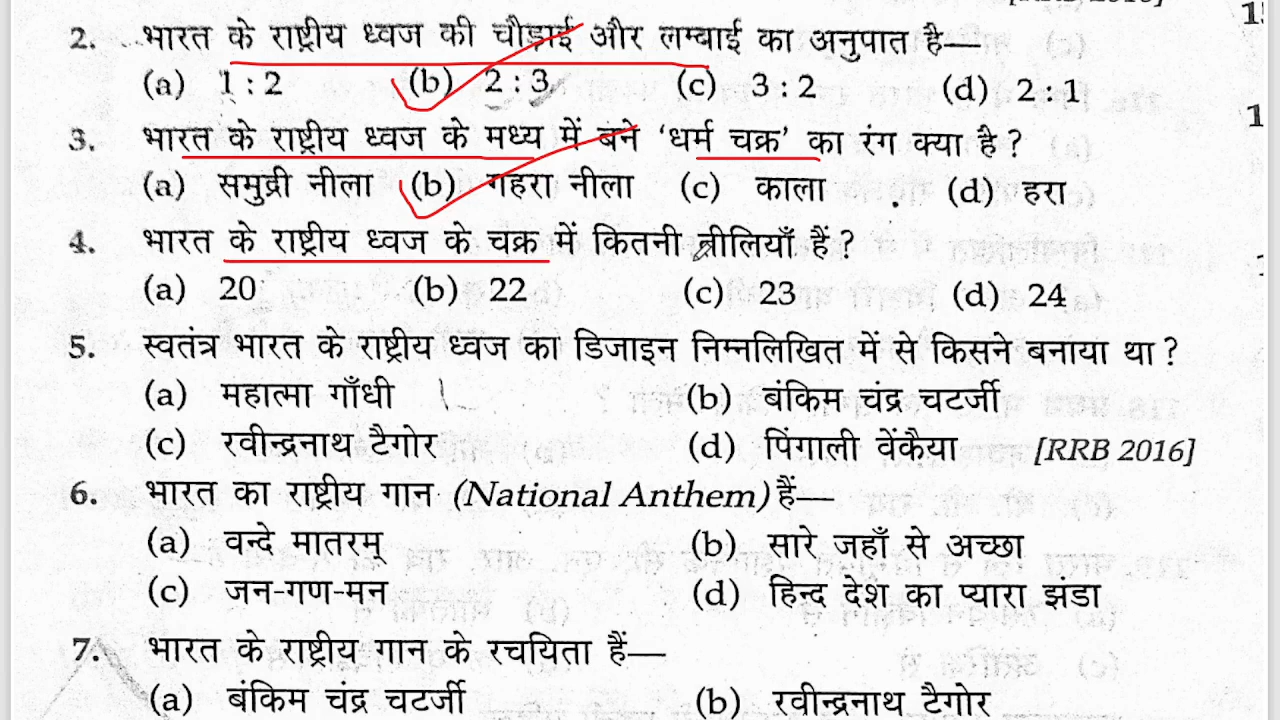 2. भारत के राष्ट्रीय ध्वज की चौड़ाई और लम्बाई का अनुपात है—
(a) 1 : 2 (b) 2 : 3 (c) 3 : 2 (d) 2 : 1
3. भारत के राष्ट्रीय ध्वज के मध्य में बने ‘धर्म चक्र’ का रंग क्या है ?
(a) समुद्री नीला (b) गहरा नीला (c) काला (d) हरा
4. भारत के राष्ट्रीय ध्वज के चक्र में कितनी तीलियाँ हैं ?
(a) 20 (b) 22 (c) 23 (d) 24
5. स्वतंत्र भारत के राष्ट्रीय ध्वज का डिजाइन निम्नलिखित में से किसने बनाया था ?
(a) महात्मा गाँधी (b) बंकिम चंद्र चटर्जी
(c) रवीन्द्रनाथ टैगोर (d) पिंगाली वेंकैया [RRB 2016]
6. भारत का राष्ट्रीय गान (National Anthem) हैं—
(a) वन्दे मातरम् (b) सारे जहाँ से अच्छा
(c) जन-गण-मन (d) हिन्द देश का प्यारा झंडा
7. भारत के राष्ट्रीय गान के रचयिता हैं—
(a) बंकिम चंद्र चटर्जी (b) रवीन्द्रनाथ टैगोर